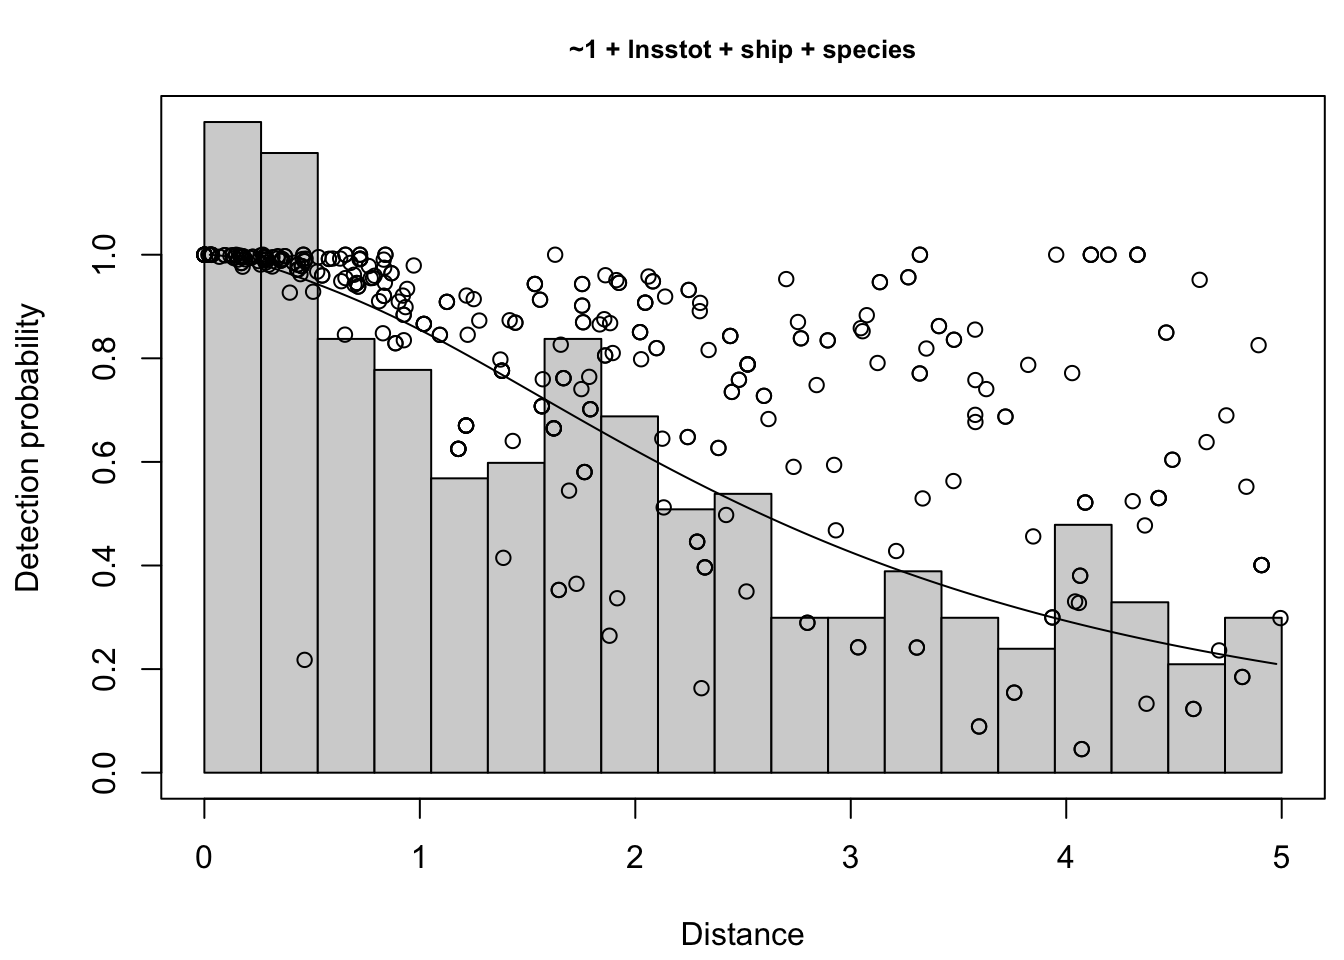 ~1 + lnsstot + ship + species
Detection probability
1.0
0.8
0.6
0.4
0.2
0.0
0 1 2 3 4 5
Distance